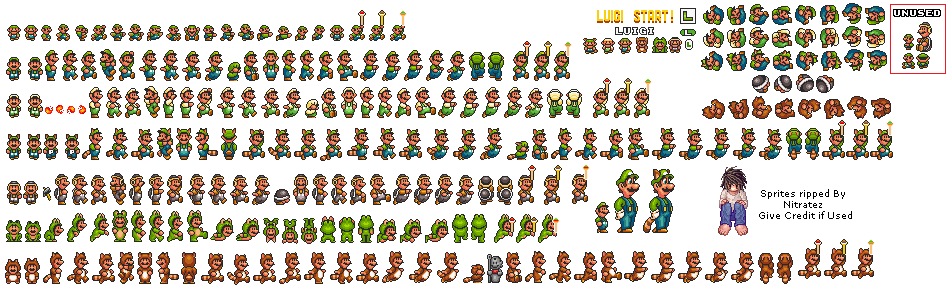 LUIGI START!
L
LUIGI
L
L
UNUSED
Sprites ripped By
Nitratez
Give Credit if Used